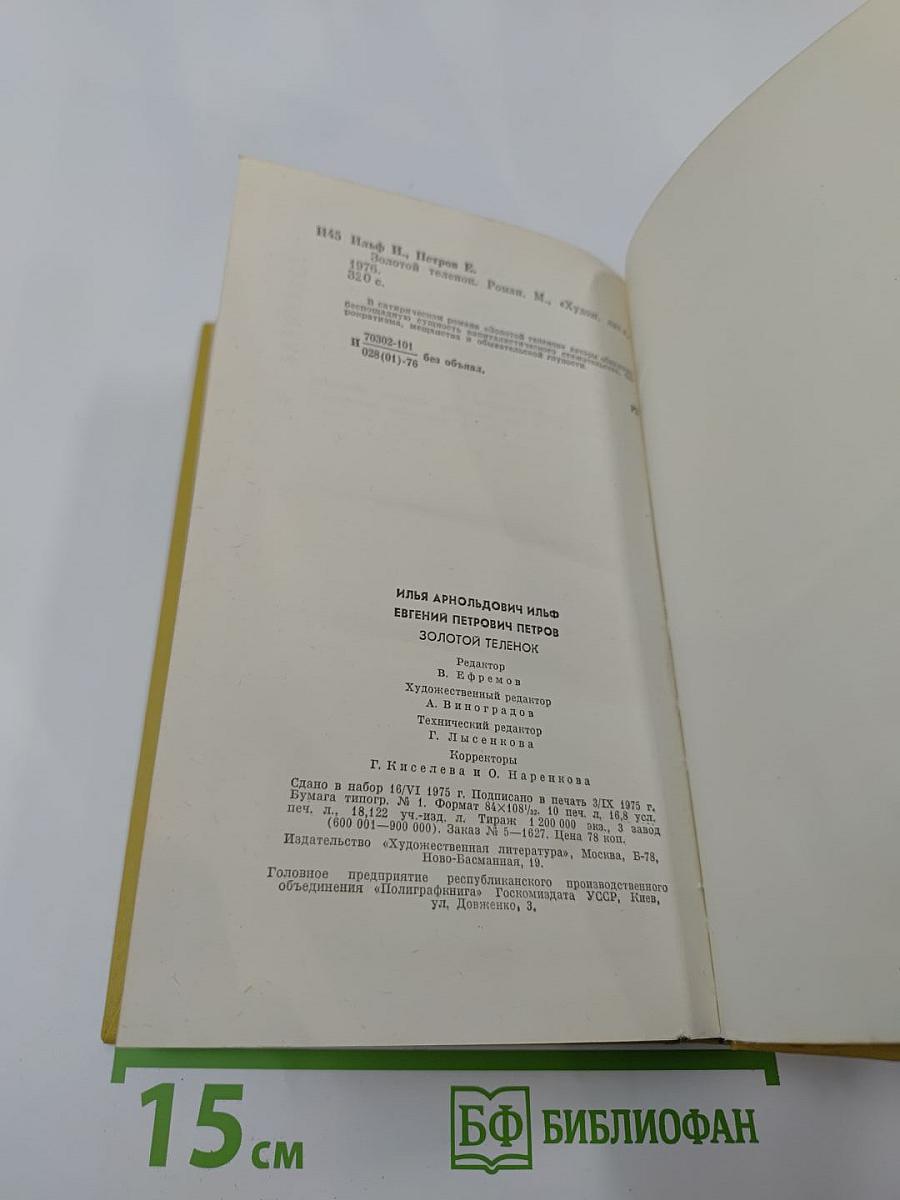 И45 Ильф И., Петров Е.
Золотой теленок. Роман. М., «Худож. лит.»,
1976.
320 с.
В сатирическом романе «Золотой теленок» авторы
беспощадную сущность капиталистического стяжательства,
рократизма, мещанства и обывательской глупости.
И 70302-101
028(01)-76 без объявл.
ИЛЬЯ АРНОЛЬДОВИЧ ИЛЬФ
ЕВГЕНИЙ ПЕТРОВИЧ ПЕТРОВ
ЗОЛОТОЙ ТЕЛЕНОК
Редактор
В. Ефремов
Художественный редактор
А. Виноградов
Технический редактор
Г. Лысенкова
Корректоры
Г. Киселева и О. Наренкова
Сдано в набор 16/VI 1975 г. Подписано в печать 3/IX 1975 г.
Бумага типогр. № 1. Формат 84×108¹/₃₂. 10 печ. л, 16,8 усл.
печ. л., 18,122 уч.-изд. л. Тираж 1 200 000 экз., 3 завод
(600 001—900 000). Заказ № 5—1627. Цена 78 коп.
Издательство «Художественная литература», Москва, Б-78,
Ново-Басманная, 19.
Головное предприятие республиканского производственного
объединения «Полиграфкнига» Госкомиздата УССР, Киев,
ул. Довженко, 3.
15 см
БФ БИБЛИОФАН